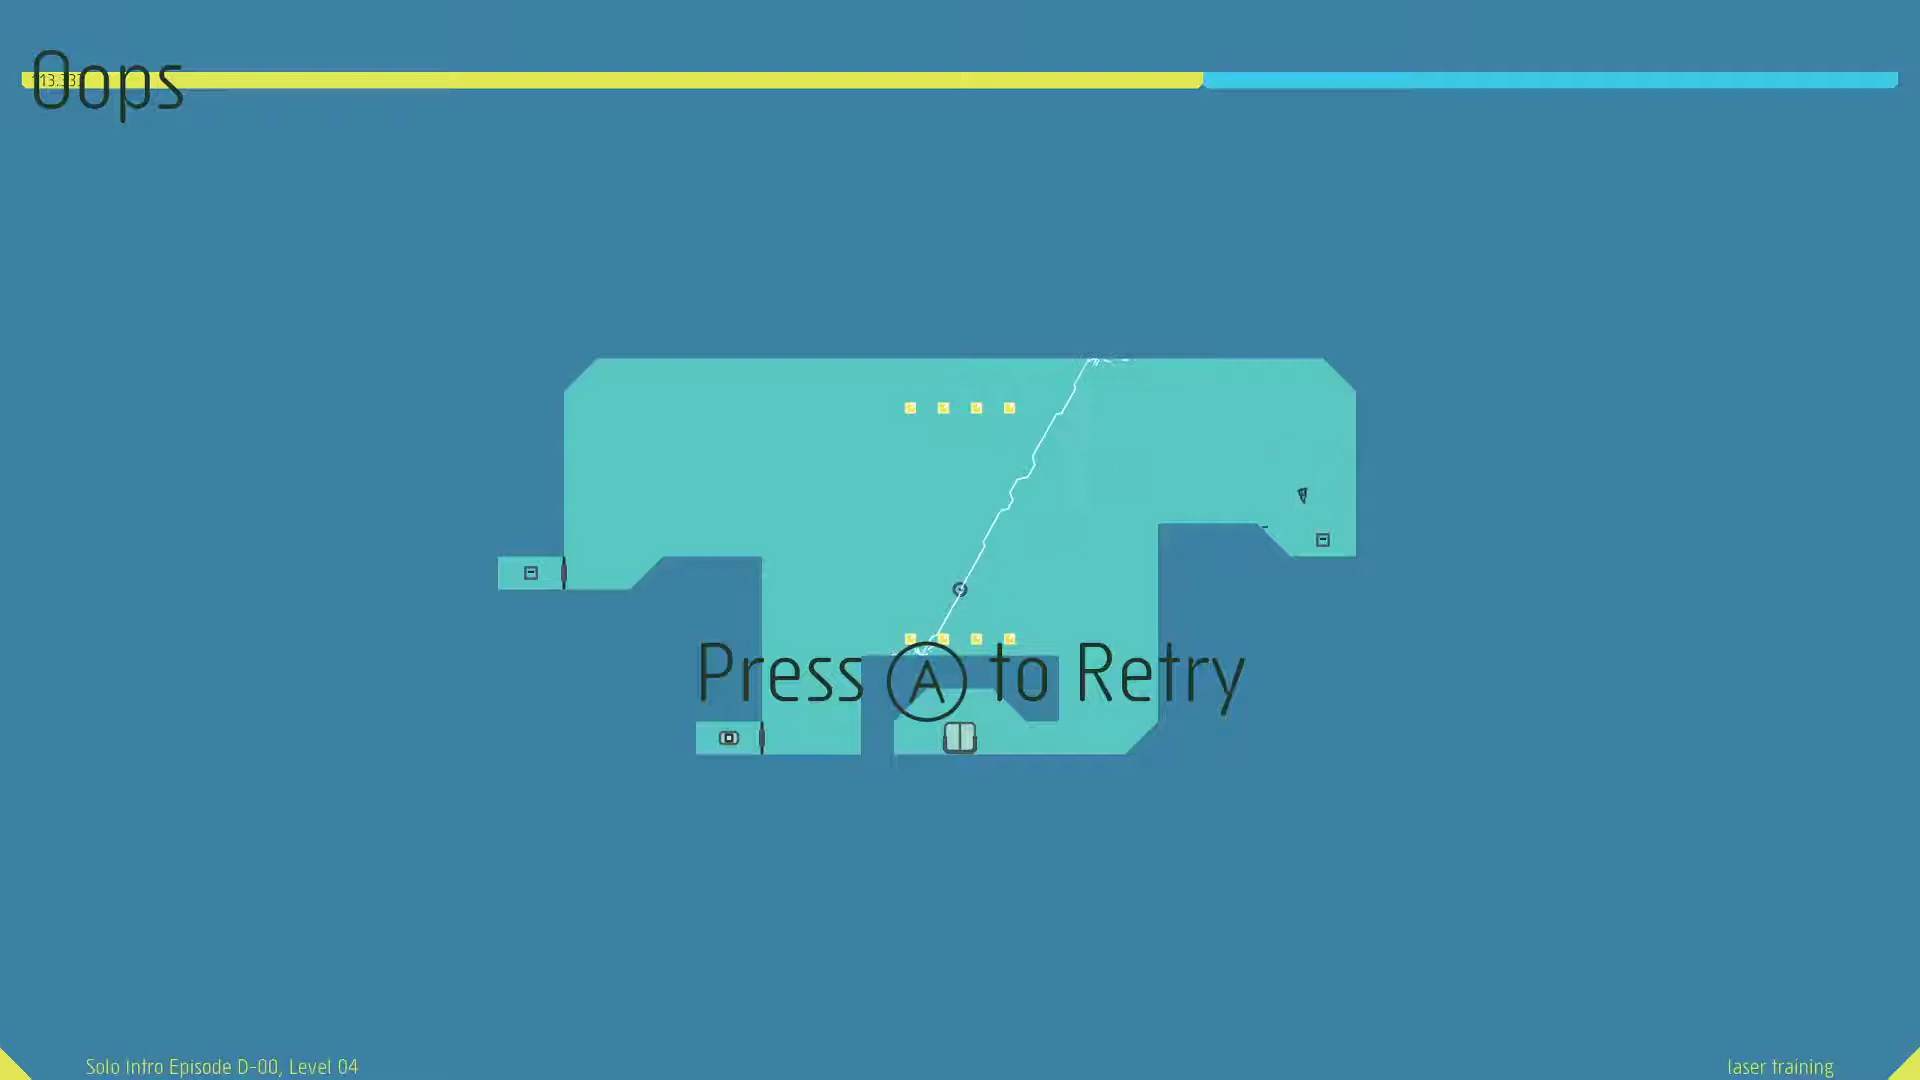 Oops
Press A to Retry
Solo Intro Episode D-00, Level 04
laser training